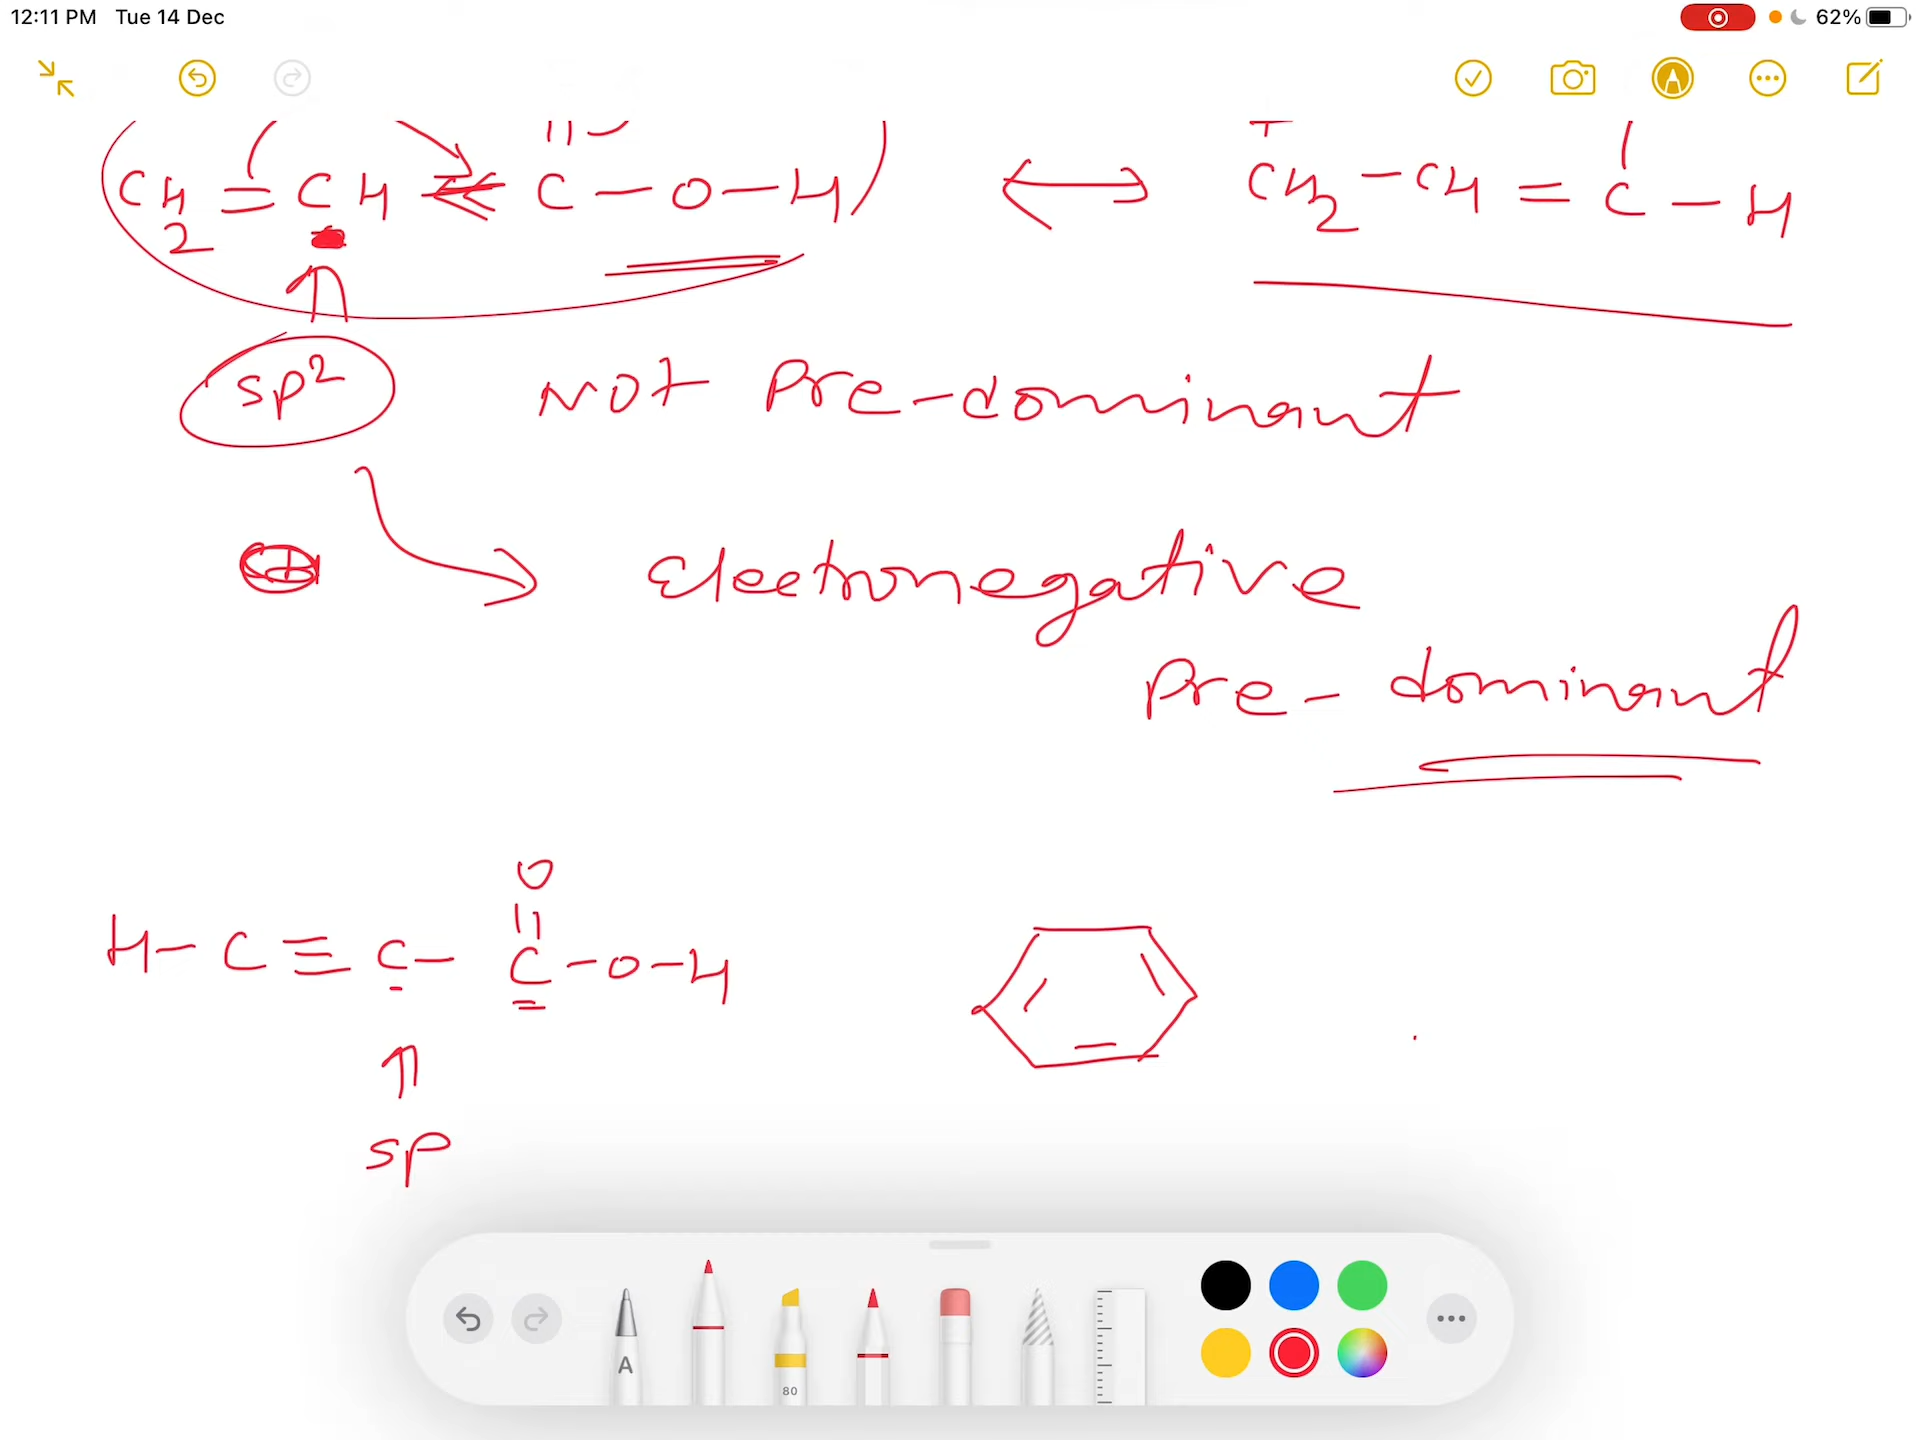 12:11 PM Tue 14 Dec 62%
CH2 = CH C - O - H ↔ CH2 - CH = C - H
sp²
NOT Pre-dominant
Electronegative
Pre-dominant
O
H - C ≡ C - C - O - H
sp
A
80